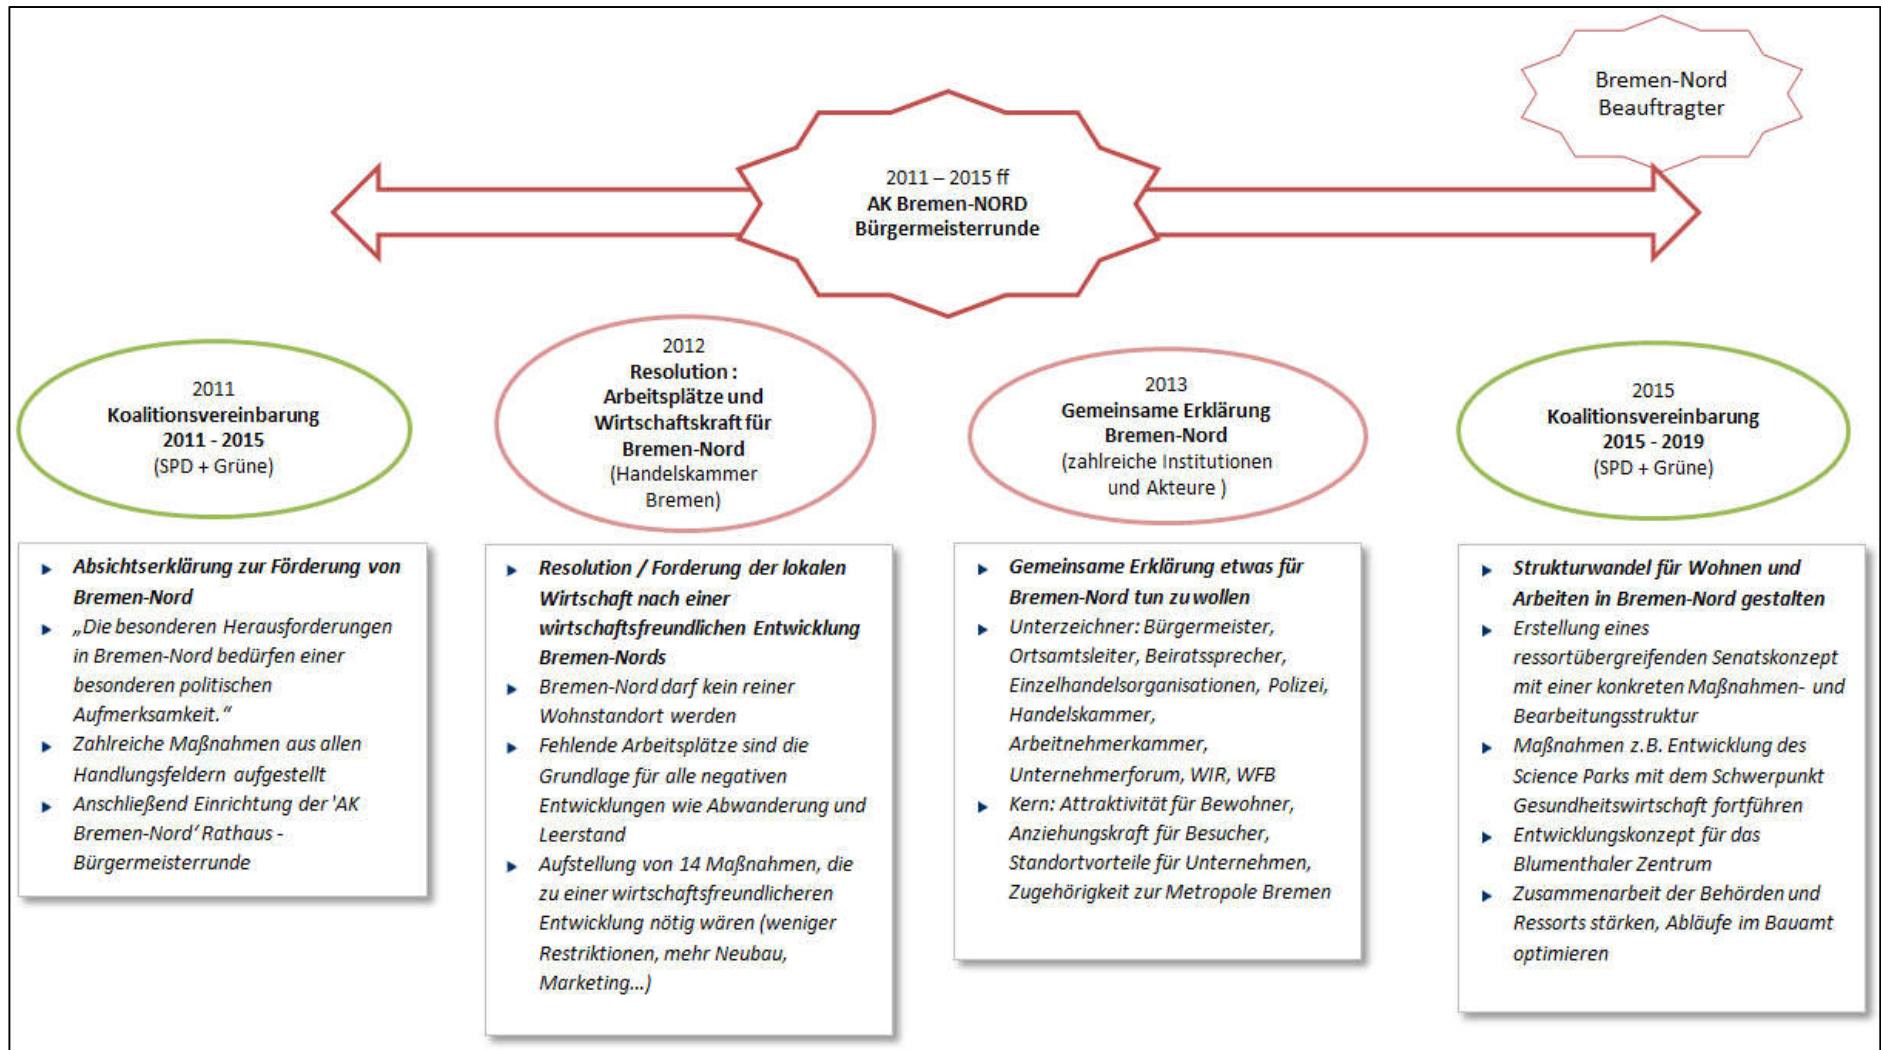 Bremen-Nord
Beauftragter
2011 – 2015 ff
AK Bremen-NORD
Bürgermeisterrunde
2011
Koalitionsvereinbarung
2011 - 2015
(SPD + Grüne)
2012
Resolution :
Arbeitsplätze und
Wirtschaftskraft für
Bremen-Nord
(Handelskammer
Bremen)
2013
Gemeinsame Erklärung
Bremen-Nord
(zahlreiche Institutionen
und Akteure )
2015
Koalitionsvereinbarung
2015 - 2019
(SPD + Grüne)
Absichtserklärung zur Förderung von
Bremen-Nord
„Die besonderen Herausforderungen
in Bremen-Nord bedürfen einer
besonderen politischen
Aufmerksamkeit.“
Zahlreiche Maßnahmen aus allen
Handlungsfeldern aufgestellt
Anschließend Einrichtung der 'AK
Bremen-Nord‘ Rathaus -
Bürgermeisterrunde
Resolution / Forderung der lokalen
Wirtschaft nach einer
wirtschaftsfreundlichen Entwicklung
Bremen-Nords
Bremen-Nord darf kein reiner
Wohnstandort werden
Fehlende Arbeitsplätze sind die
Grundlage für alle negativen
Entwicklungen wie Abwanderung und
Leerstand
Aufstellung von 14 Maßnahmen, die
zu einer wirtschaftsfreundlicheren
Entwicklung nötig wären (weniger
Restriktionen, mehr Neubau,
Marketing...)
Gemeinsame Erklärung etwas für
Bremen-Nord tun zu wollen
Unterzeichner: Bürgermeister,
Ortsamtsleiter, Beiratssprecher,
Einzelhandelsorganisationen, Polizei,
Handelskammer,
Arbeitnehmerkammer,
Unternehmerforum, WIR, WFB
Kern: Attraktivität für Bewohner,
Anziehungskraft für Besucher,
Standortvorteile für Unternehmen,
Zugehörigkeit zur Metropole Bremen
Strukturwandel für Wohnen und
Arbeiten in Bremen-Nord gestalten
Erstellung eines
ressortübergreifenden Senatskonzept
mit einer konkreten Maßnahmen- und
Bearbeitungsstruktur
Maßnahmen z.B. Entwicklung des
Science Parks mit dem Schwerpunkt
Gesundheitswirtschaft fortführen
Entwicklungskonzept für das
Blumenthaler Zentrum
Zusammenarbeit der Behörden und
Ressorts stärken, Abläufe im Bauamt
optimieren